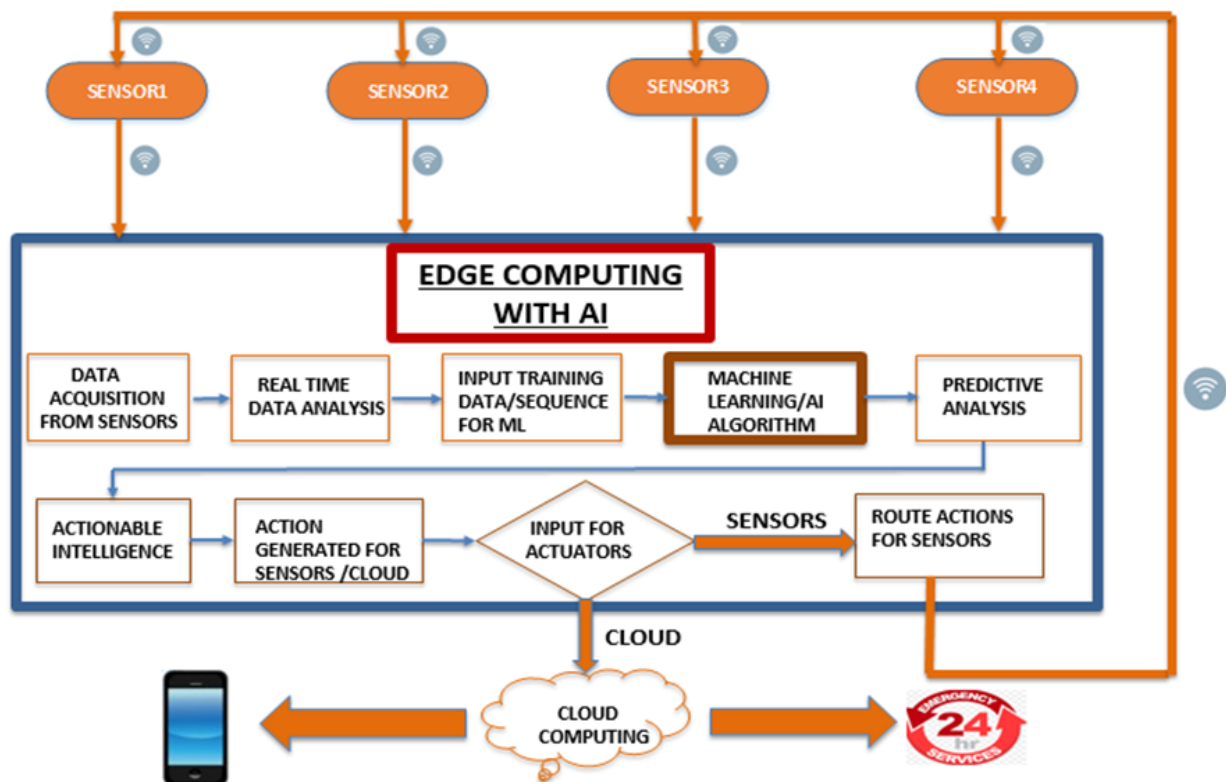 SENSOR1
SENSOR2
SENSOR3
SENSOR4
EDGE COMPUTING
WITH AI
DATA
ACQUISITION
FROM SENSORS
REAL TIME
DATA ANALYSIS
INPUT TRAINING
DATA/SEQUENCE
FOR ML
MACHINE
LEARNING/AI
ALGORITHM
PREDICTIVE
ANALYSIS
ACTIONABLE
INTELLIGENCE
ACTION
GENERATED FOR
SENSORS /CLOUD
INPUT FOR
ACTUATORS
SENSORS
ROUTE ACTIONS
FOR SENSORS
CLOUD
CLOUD
COMPUTING
EMERGENCY
24
hr
SERVICES